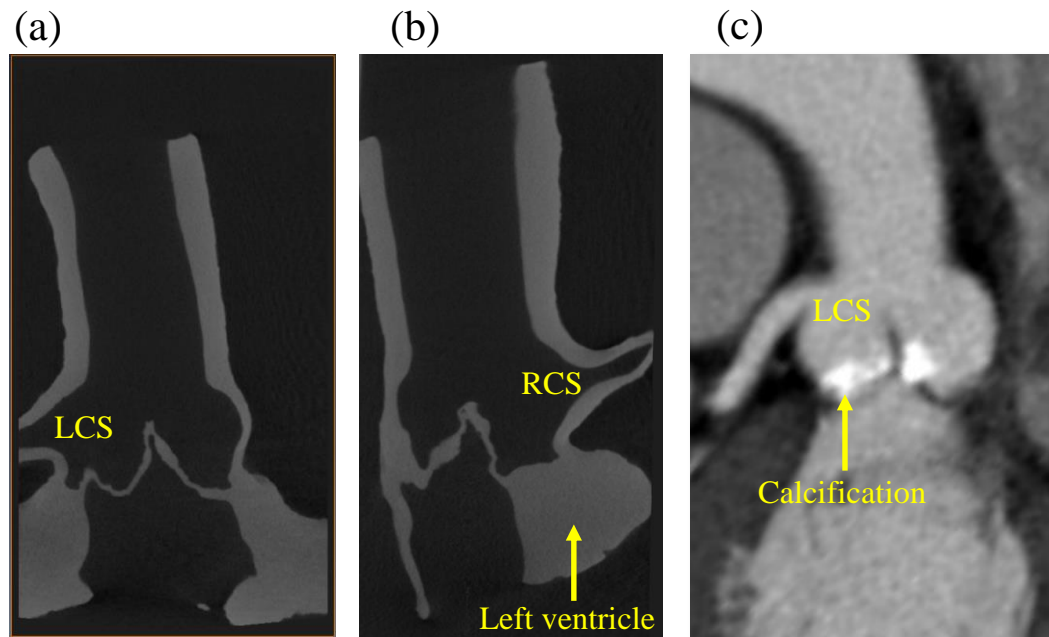 (a)
(b)
(c)
LCS
RCS
LCS
Left ventricle
Calcification